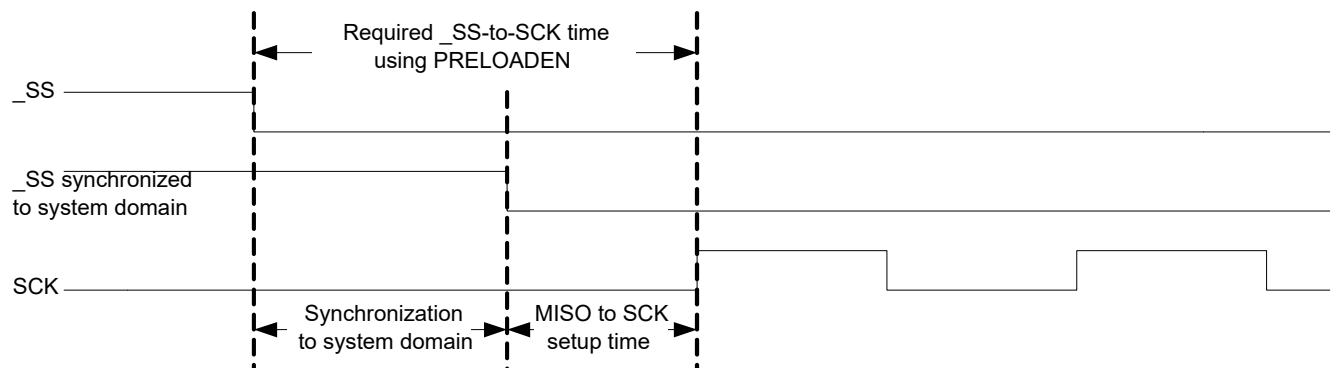 Required _SS-to-SCK time
using PRELOADEN
_SS
_SS synchronized
to system domain
SCK
Synchronization
to system domain
MISO to SCK
setup time